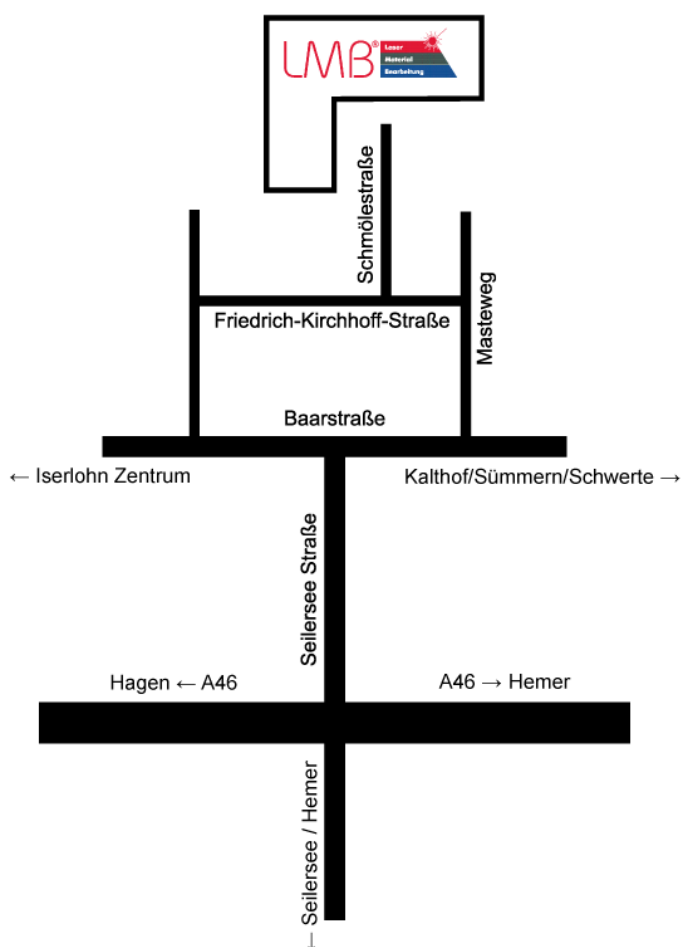 LMB®
Laser
Material
Bearbeitung
Schmölestraße
Masteweg
Friedrich-Kirchhoff-Straße
Baarstraße
← Iserlohn Zentrum
Kalthof/Sümmern/Schwerte →
Seilersee Straße
Hagen ← A46
A46 → Hemer
← Seilersee / Hemer